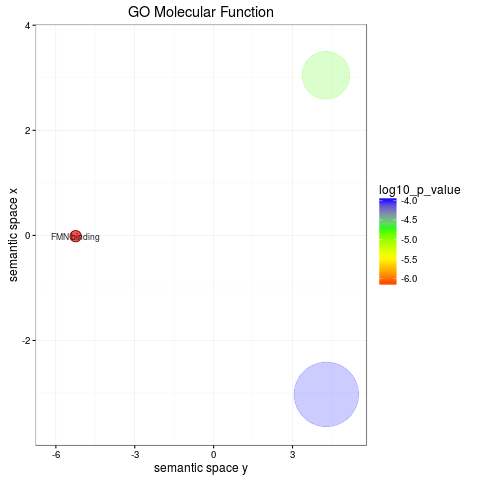 GO Molecular Function
4
2
0
-2
semantic space x
FMN binding
-6
-3
0
3
semantic space y
log10_p_value
-4.0
-4.5
-5.0
-5.5
-6.0